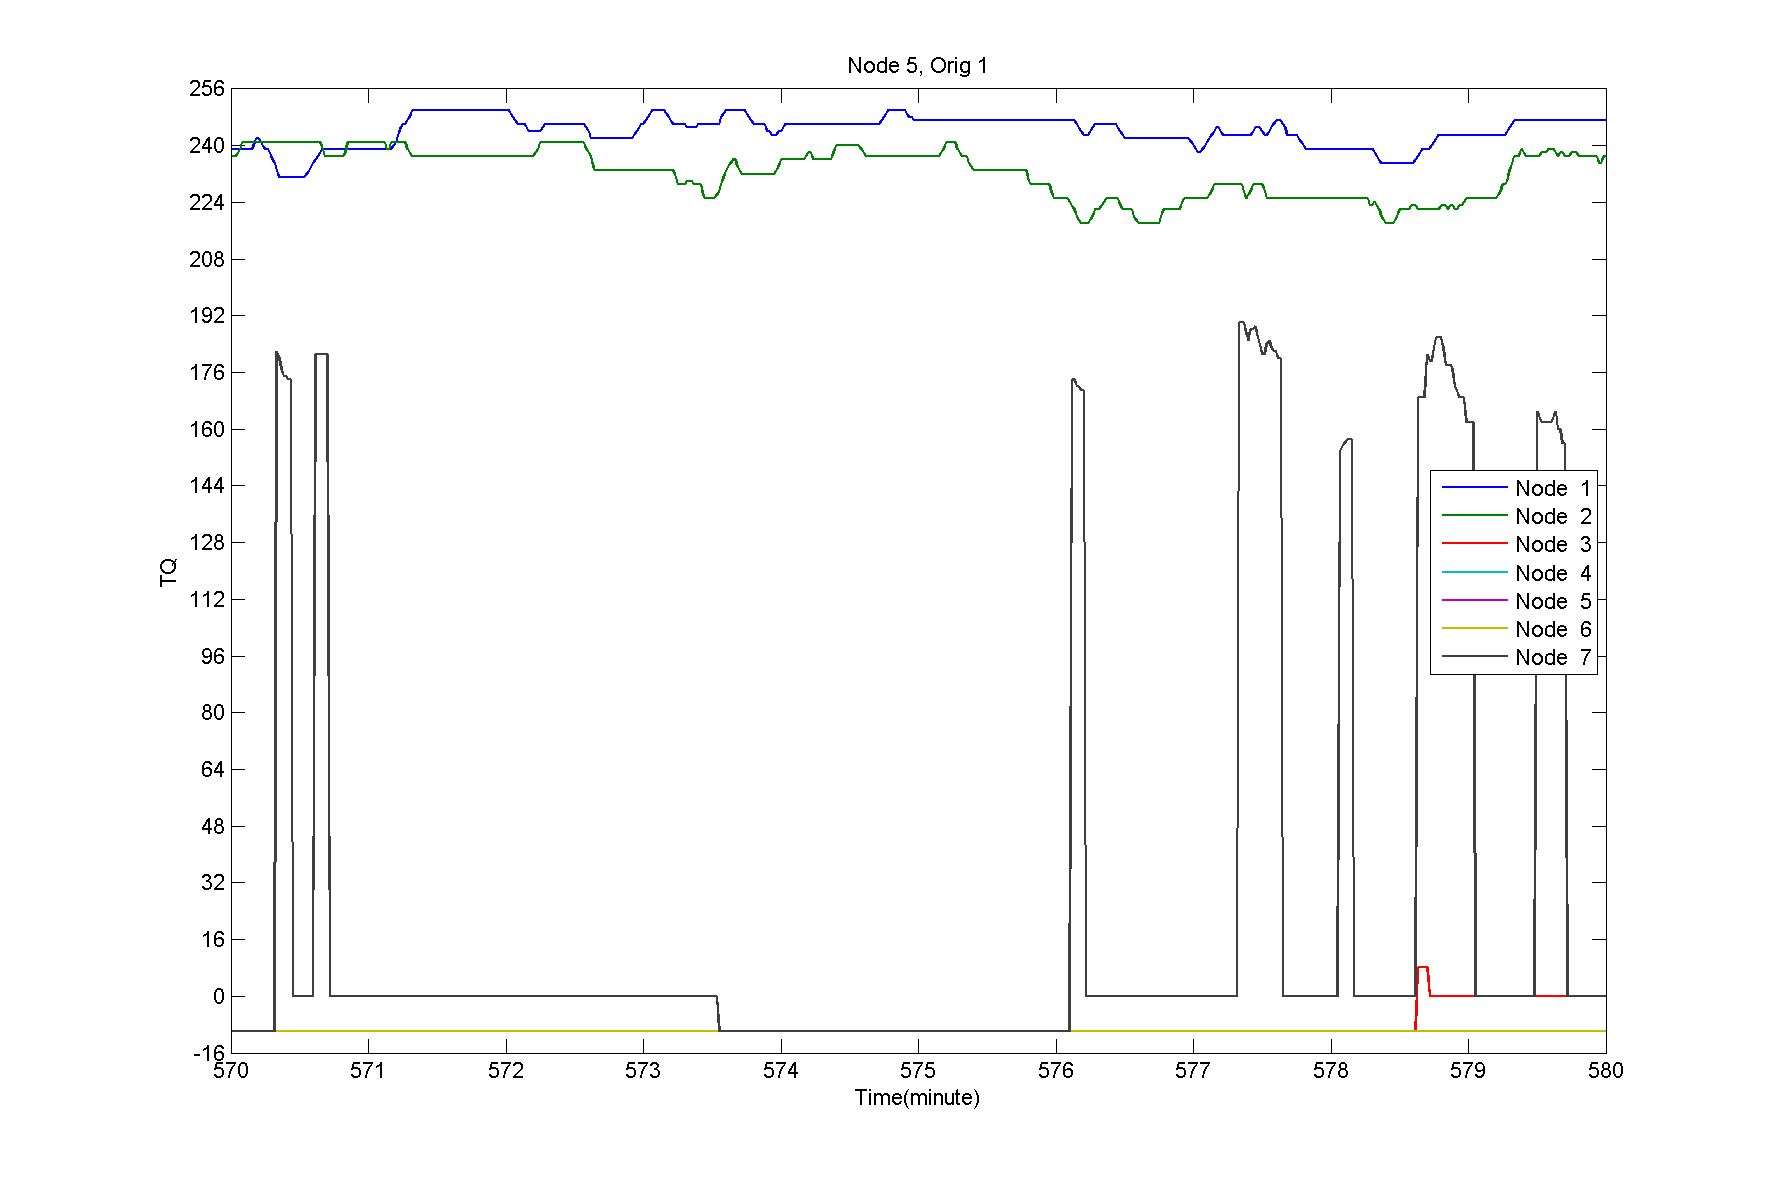 Node 5, Orig 1
256
240
224
208
192
176
160
144
128
112
96
80
64
48
32
16
0
-16
TQ
Node 1
Node 2
Node 3
Node 4
Node 5
Node 6
Node 7
570 571 572 573 574 575 576 577 578 579 580
Time(minute)